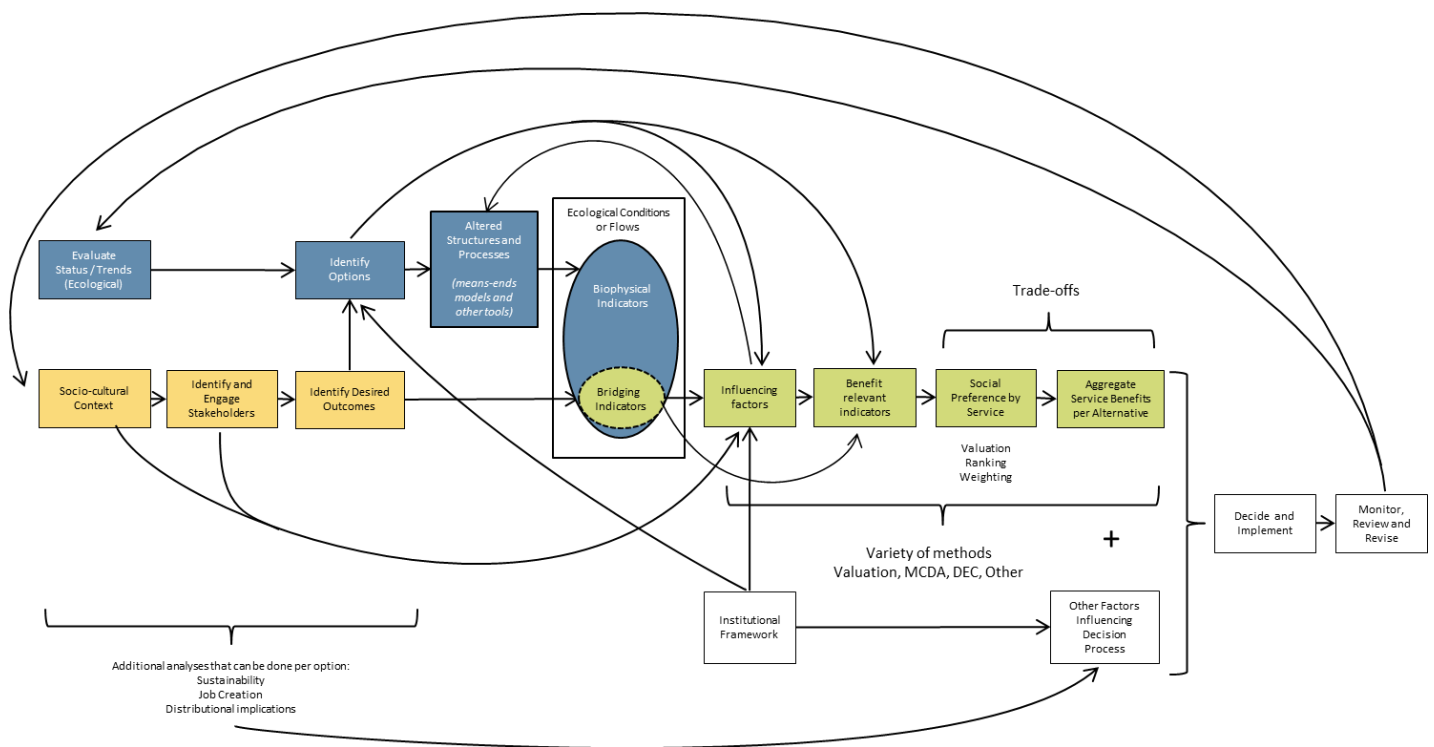 Evaluate
Status / Trends
(Ecological)
Identify
Options
Altered
Structures and
Processes
(means-ends
models and
other tools)
Ecological Conditions
or Flows
Biophysical
Indicators
Bridging
Indicators
Trade-offs
Socio-cultural
Context
Identify and
Engage
Stakeholders
Identify Desired
Outcomes
Influencing
factors
Benefit
relevant
indicators
Social
Preference by
Service
Aggregate
Service Benefits
per Alternative
Valuation
Ranking
Weighting
Variety of methods
Valuation, MCDA, DEC, Other
+
Decide and
Implement
Monitor,
Review and
Revise
Institutional
Framework
Other Factors
Influencing
Decision
Process
Additional analyses that can be done per option:
Sustainability
Job Creation
Distributional implications